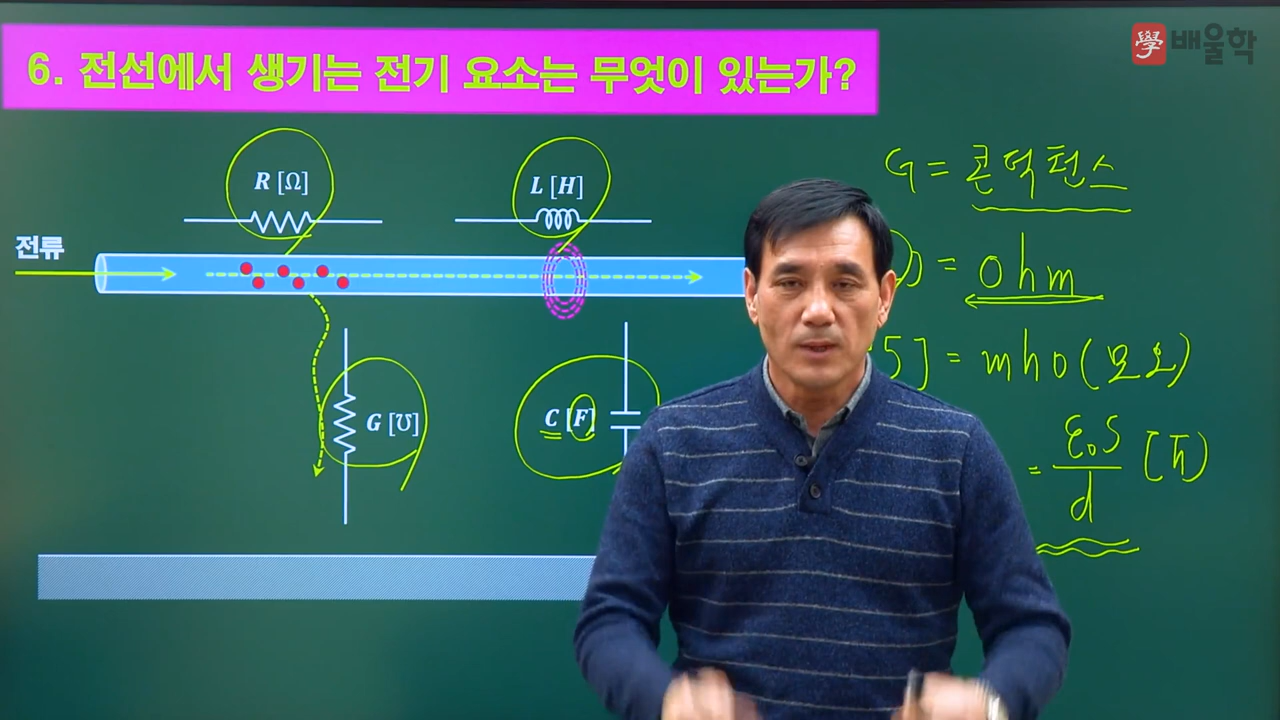 學 배울학
6. 전선에서 생기는 전기 요소는 무엇이 있는가?
G = 콘덕턴스
R [Ω]
L [H]
전류
) = ohm
G [℧]
C [F]
] = mho (모오)
= ε₀S / d [F]